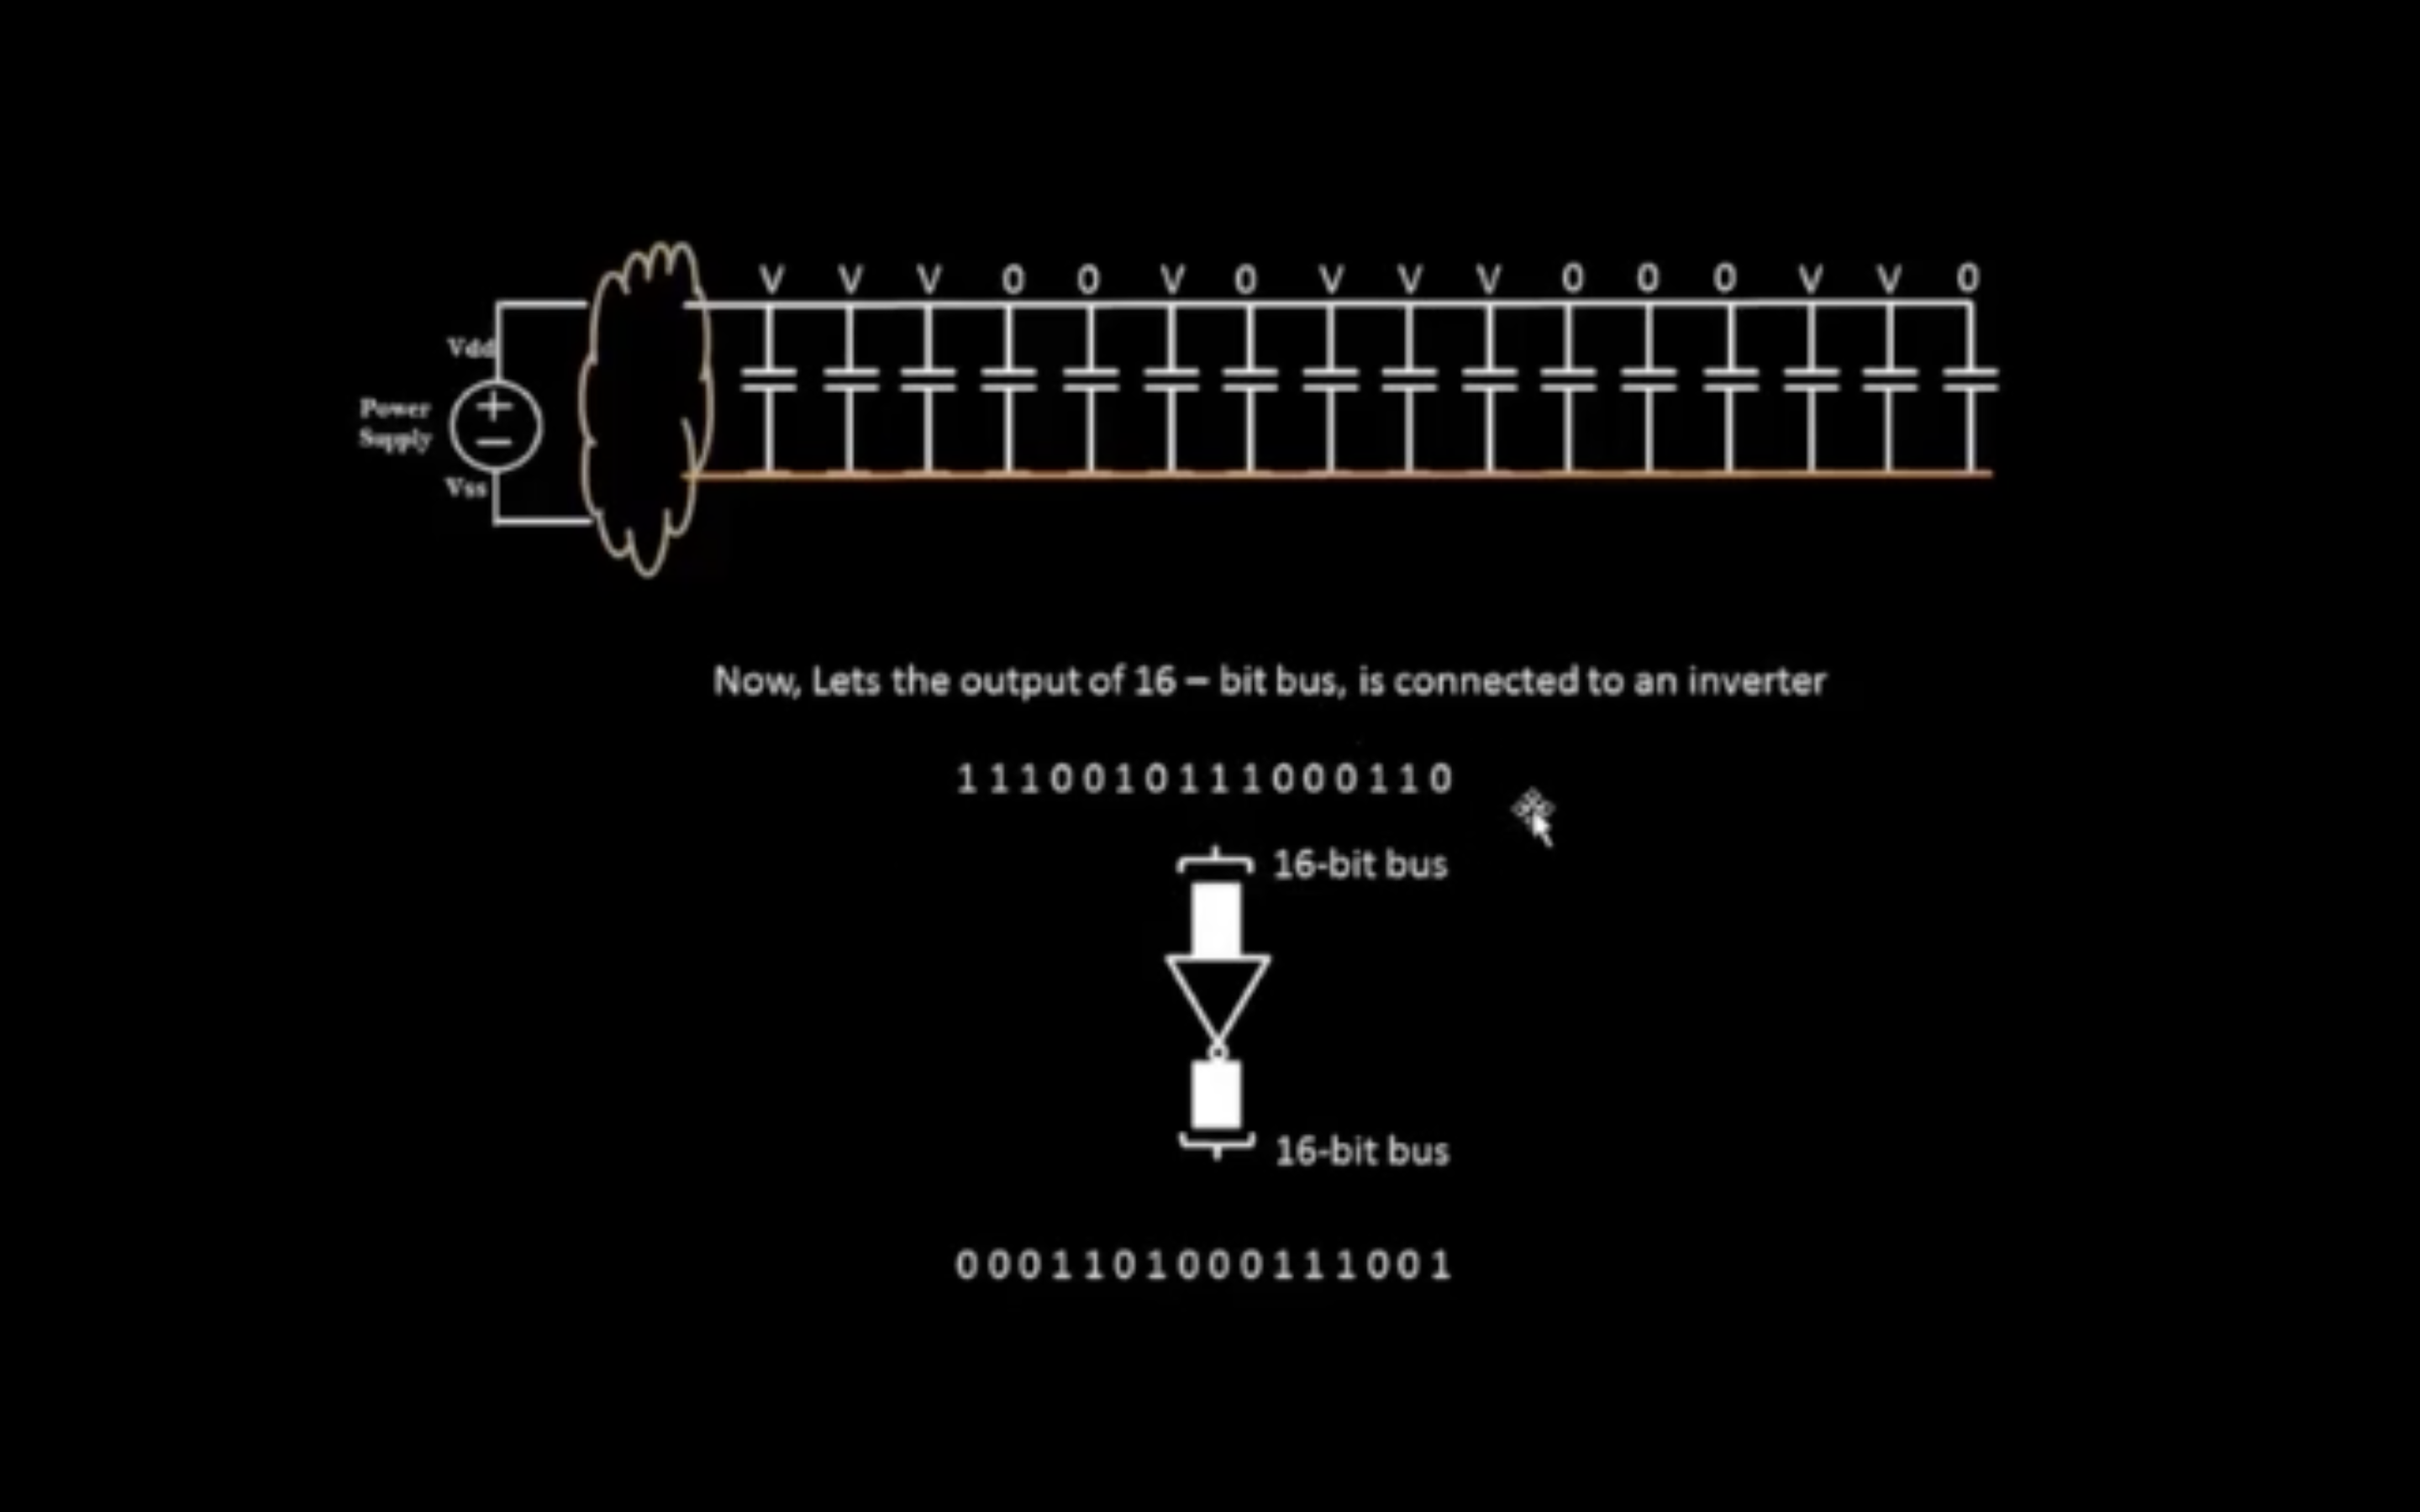 V V V 0 0 V 0 V V V 0 0 0 V V 0
Vdd
Power
Supply
Vss
Now, Lets the output of 16 – bit bus, is connected to an inverter
1 1 1 0 0 1 0 1 1 1 0 0 0 1 1 0
16-bit bus
16-bit bus
0 0 0 1 1 0 1 0 0 0 1 1 1 0 0 1